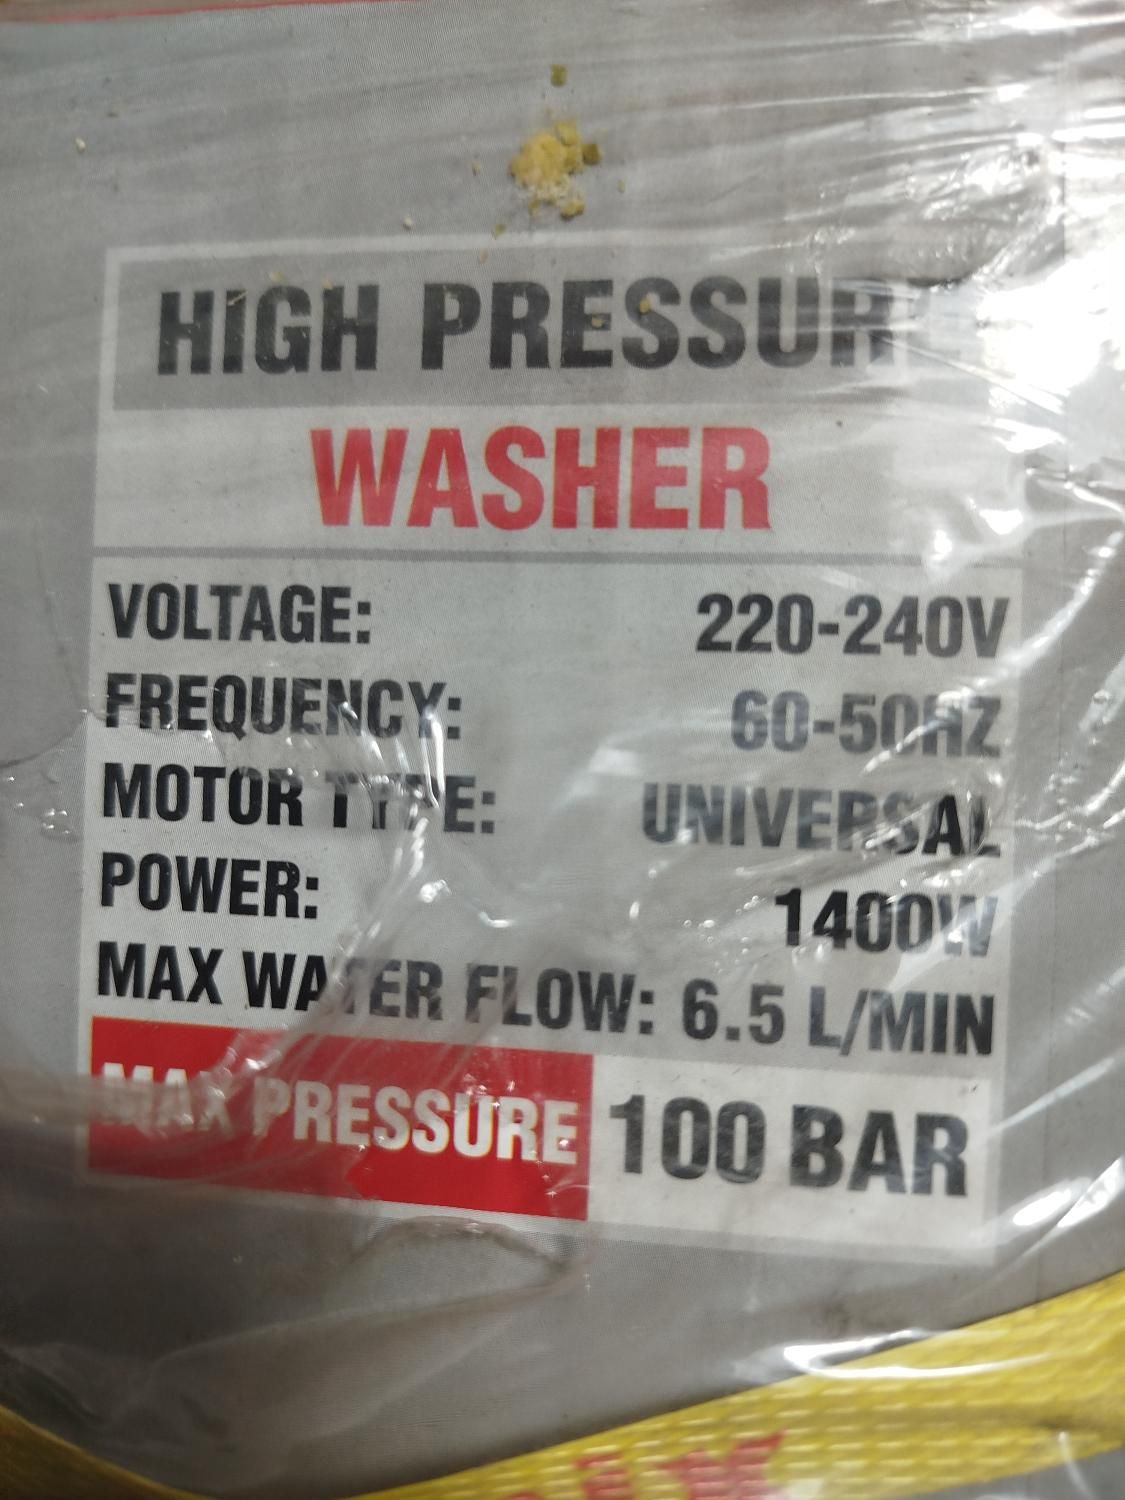 HIGH PRESSURE
WASHER
VOLTAGE: 220-240V
FREQUENCY: 60-50HZ
MOTOR TYPE: UNIVERSAL
POWER: 1400W
MAX WATER FLOW: 6.5 L/MIN
MAX PRESSURE 100 BAR